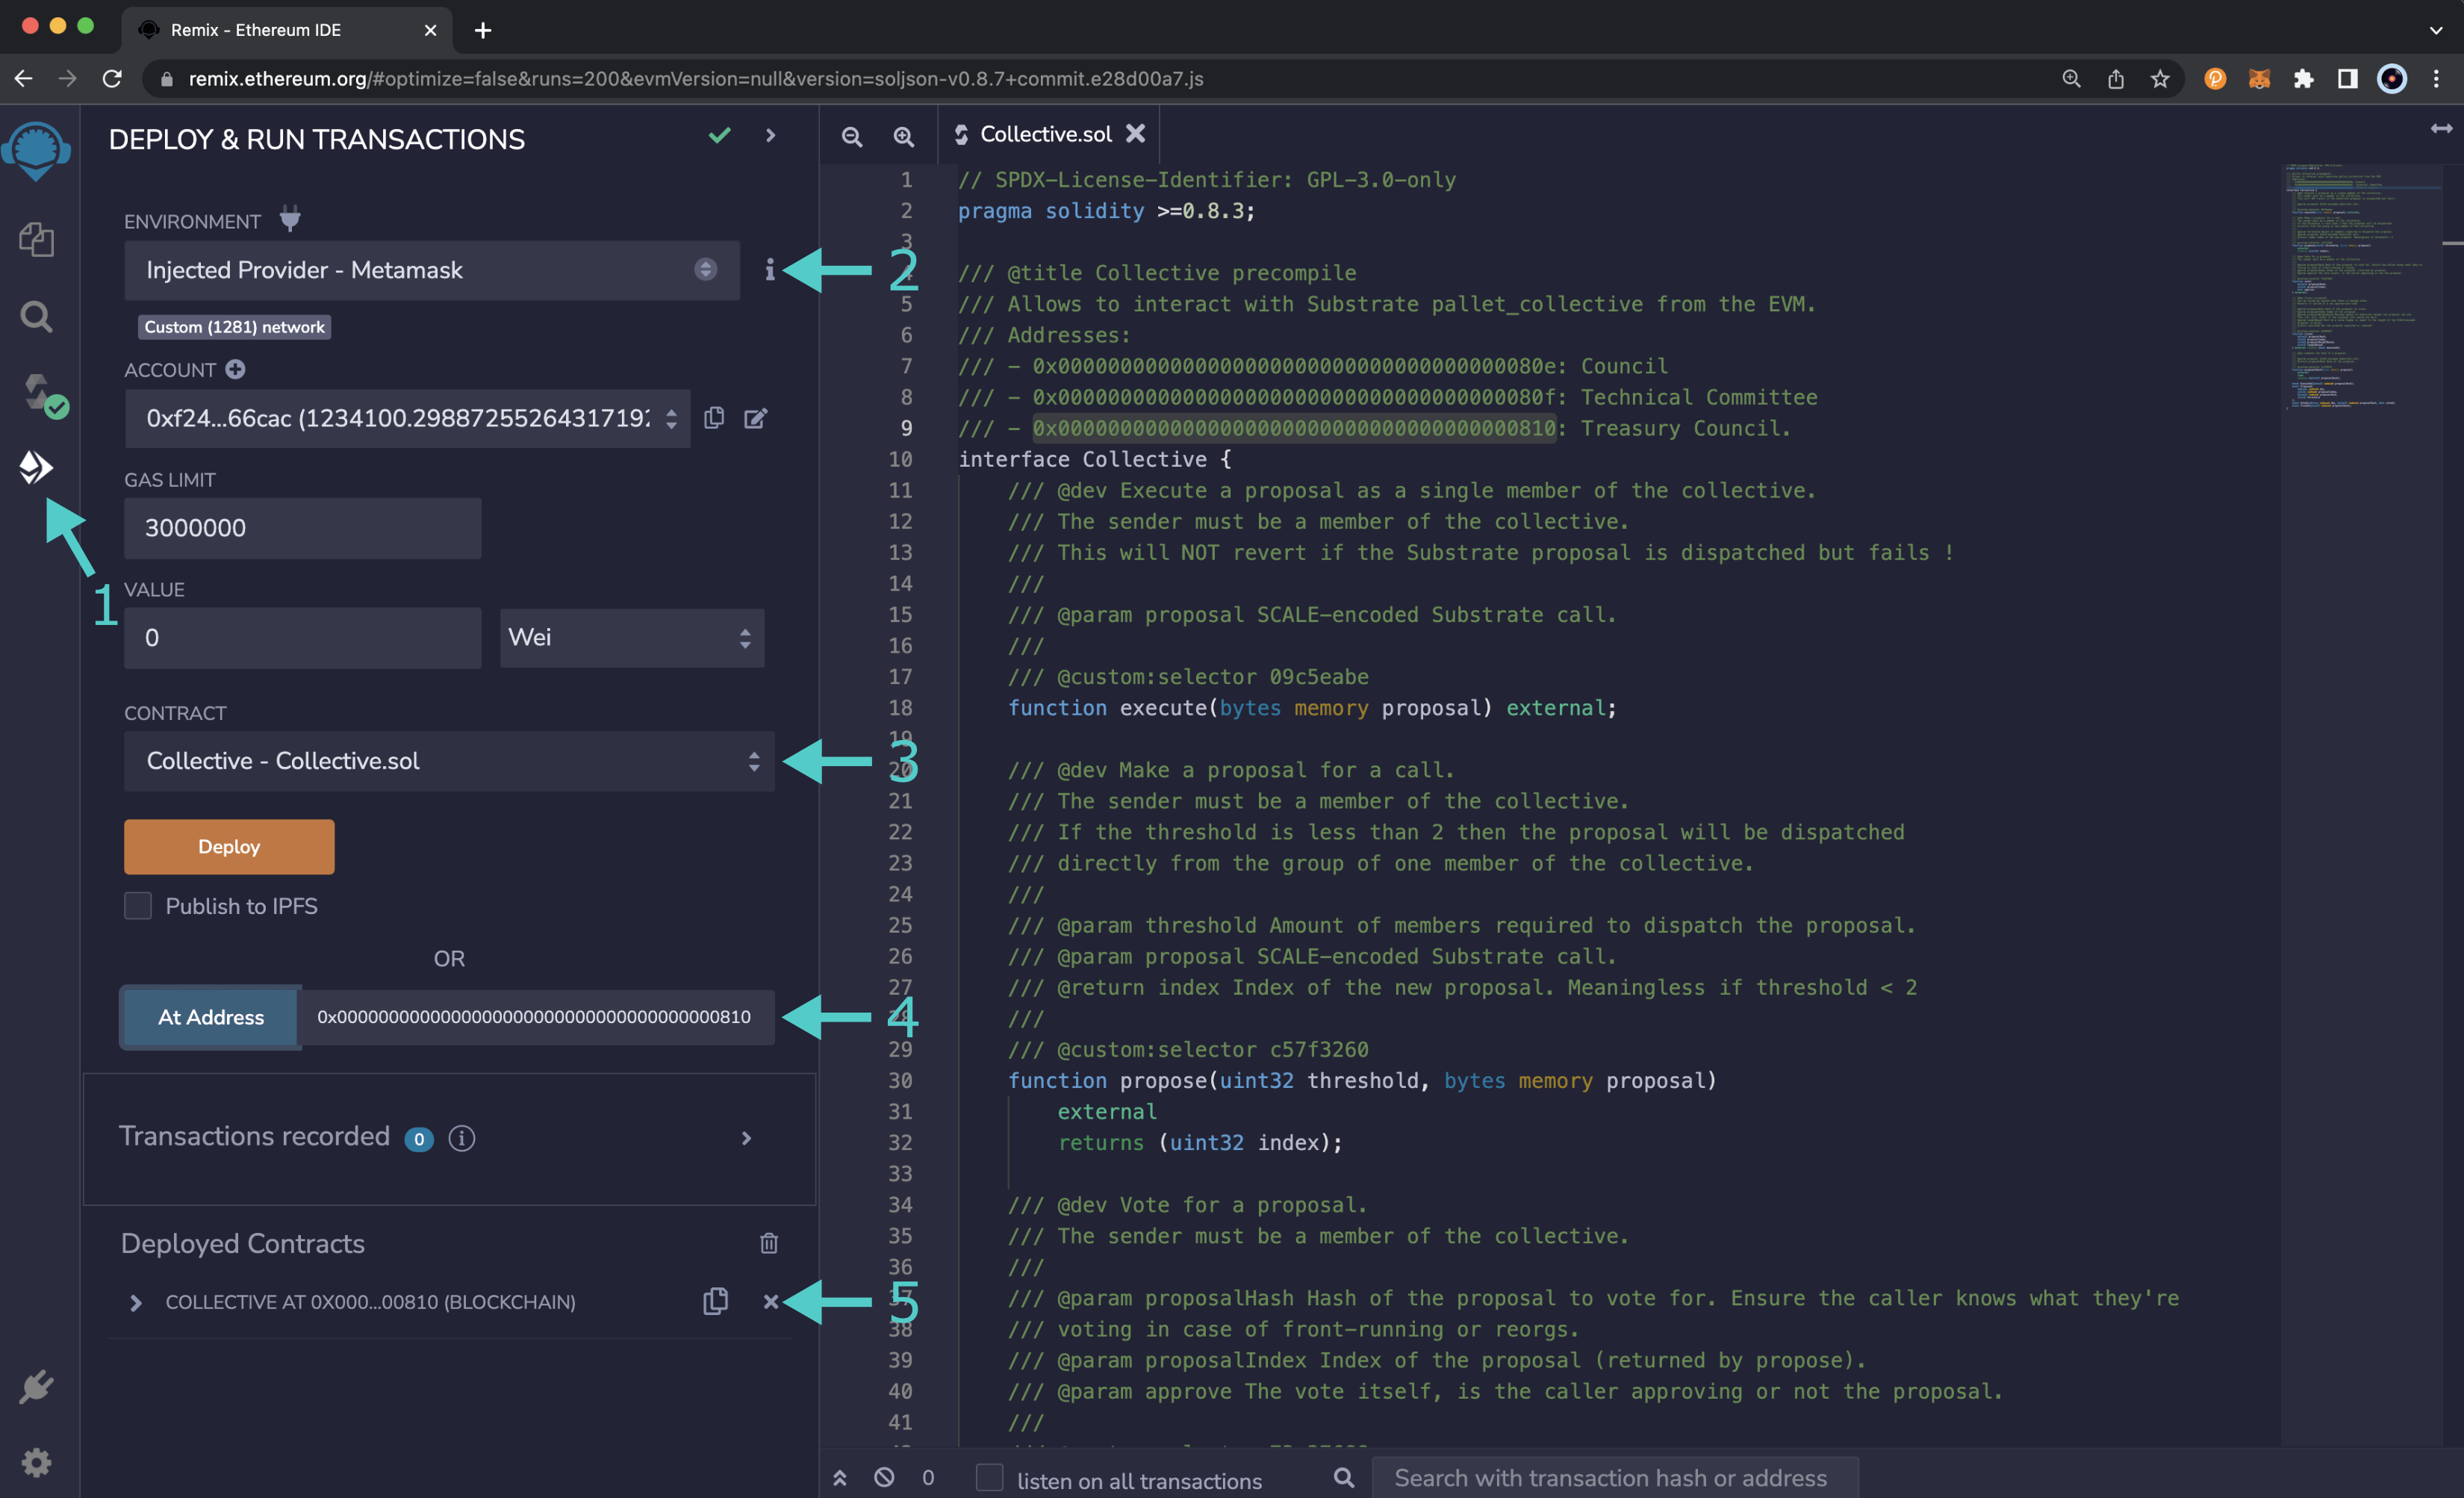 Remix - Ethereum IDE
remix.ethereum.org/#optimize=false&runs=200&evmVersion=null&version=soljson-v0.8.7+commit.e28d00a7.js
DEPLOY & RUN TRANSACTIONS
ENVIRONMENT
Injected Provider - Metamask
2
Custom (1281) network
ACCOUNT
0xf24...66cac (1234100.29887255264317192
GAS LIMIT
3000000
1
VALUE
0
Wei
CONTRACT
Collective - Collective.sol
3
Deploy
Publish to IPFS
OR
At Address
0x0000000000000000000000000000000000000810
4
Transactions recorded 0 i
Deployed Contracts
COLLECTIVE AT 0X000...00810 (BLOCKCHAIN)
5
Collective.sol
1 // SPDX-License-Identifier: GPL-3.0-only
2 pragma solidity >=0.8.3;
3
/// @title Collective precompile
5 /// Allows to interact with Substrate pallet_collective from the EVM.
6 /// Addresses:
7 /// - 0x000000000000000000000000000000000000080e: Council
8 /// - 0x000000000000000000000000000000000000080f: Technical Committee
9 /// - 0x0000000000000000000000000000000000000810: Treasury Council.
10 interface Collective {
11 /// @dev Execute a proposal as a single member of the collective.
12 /// The sender must be a member of the collective.
13 /// This will NOT revert if the Substrate proposal is dispatched but fails !
14 ///
15 /// @param proposal SCALE-encoded Substrate call.
16 ///
17 /// @custom:selector 09c5eabe
18 function execute(bytes memory proposal) external;
19
20 /// @dev Make a proposal for a call.
21 /// The sender must be a member of the collective.
22 /// If the threshold is less than 2 then the proposal will be dispatched
23 /// directly from the group of one member of the collective.
24 ///
25 /// @param threshold Amount of members required to dispatch the proposal.
26 /// @param proposal SCALE-encoded Substrate call.
27 /// @return index Index of the new proposal. Meaningless if threshold < 2
28 ///
29 /// @custom:selector c57f3260
30 function propose(uint32 threshold, bytes memory proposal)
31 external
32 returns (uint32 index);
33
34 /// @dev Vote for a proposal.
35 /// The sender must be a member of the collective.
36 ///
37 /// @param proposalHash Hash of the proposal to vote for. Ensure the caller knows what they're
38 /// voting in case of front-running or reorgs.
39 /// @param proposalIndex Index of the proposal (returned by propose).
40 /// @param approve The vote itself, is the caller approving or not the proposal.
41 ///
0
listen on all transactions
Search with transaction hash or address